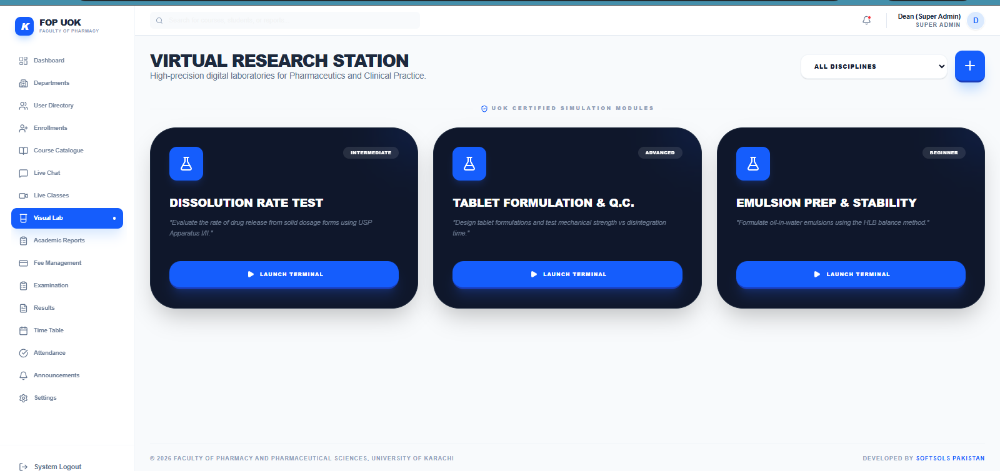 K
FOP UOK
FACULTY OF PHARMACY
Dashboard
Departments
User Directory
Enrollments
Course Catalogue
Live Chat
Live Classes
Visual Lab
Academic Reports
Fee Management
Examination
Results
Time Table
Attendance
Announcements
Settings
System Logout
Search for courses, students, or reports...
Dean (Super Admin)
SUPER ADMIN
D
VIRTUAL RESEARCH STATION
High-precision digital laboratories for Pharmaceutics and Clinical Practice.
ALL DISCIPLINES
UOK CERTIFIED SIMULATION MODULES
INTERMEDIATE
DISSOLUTION RATE TEST
"Evaluate the rate of drug release from solid dosage forms using USP
Apparatus I/II."
LAUNCH TERMINAL
ADVANCED
TABLET FORMULATION & Q.C.
"Design tablet formulations and test mechanical strength vs disintegration
time."
LAUNCH TERMINAL
BEGINNER
EMULSION PREP & STABILITY
"Formulate oil-in-water emulsions using the HLB balance method."
LAUNCH TERMINAL
© 2026 FACULTY OF PHARMACY AND PHARMACEUTICAL SCIENCES, UNIVERSITY OF KARACHI
DEVELOPED BY SOFTSOLS PAKISTAN